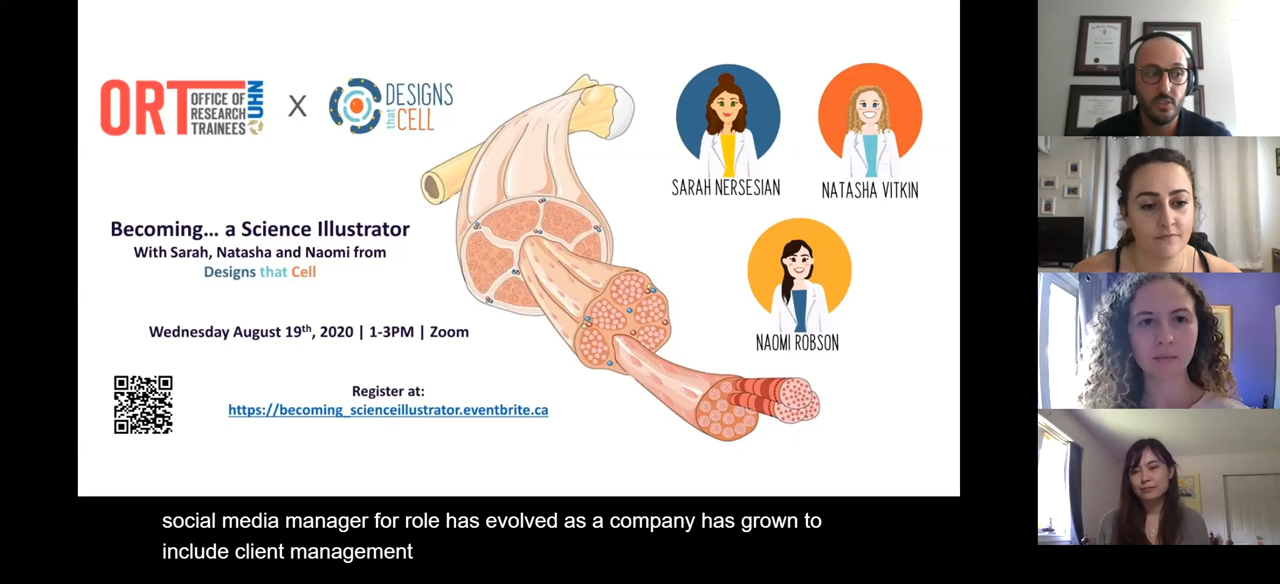 ORT
OFFICE OF
RESEARCH
TRAINEES
UHN
X
DESIGNS
that
CELL
SARAH NERSESIAN
NATASHA VITKIN
Becoming... a Science Illustrator
With Sarah, Natasha and Naomi from
Designs that Cell
Wednesday August 19th, 2020 | 1-3PM | Zoom
NAOMI ROBSON
Register at:
https://becoming_scienceillustrator.eventbrite.ca
social media manager for role has evolved as a company has grown to
include client management